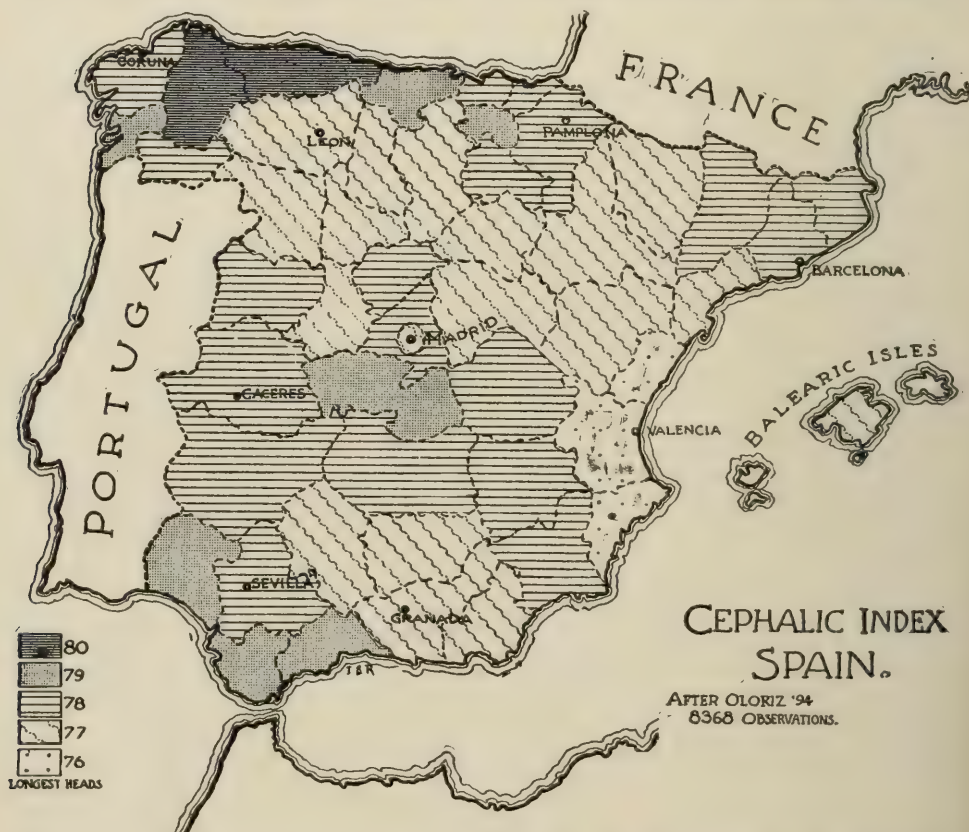 CORUNA
FRANCE
LEON
PAMPLONA
PORTUGAL
BARCELONA
MADRID
BALEARIC ISLES
CACERES
VALENCIA
SEVILLA
GRANADA
CEPHALIC INDEX
SPAIN.
AFTER OLORIZ '94
8368 OBSERVATIONS.
80
79
78
77
76
LONGEST HEADS